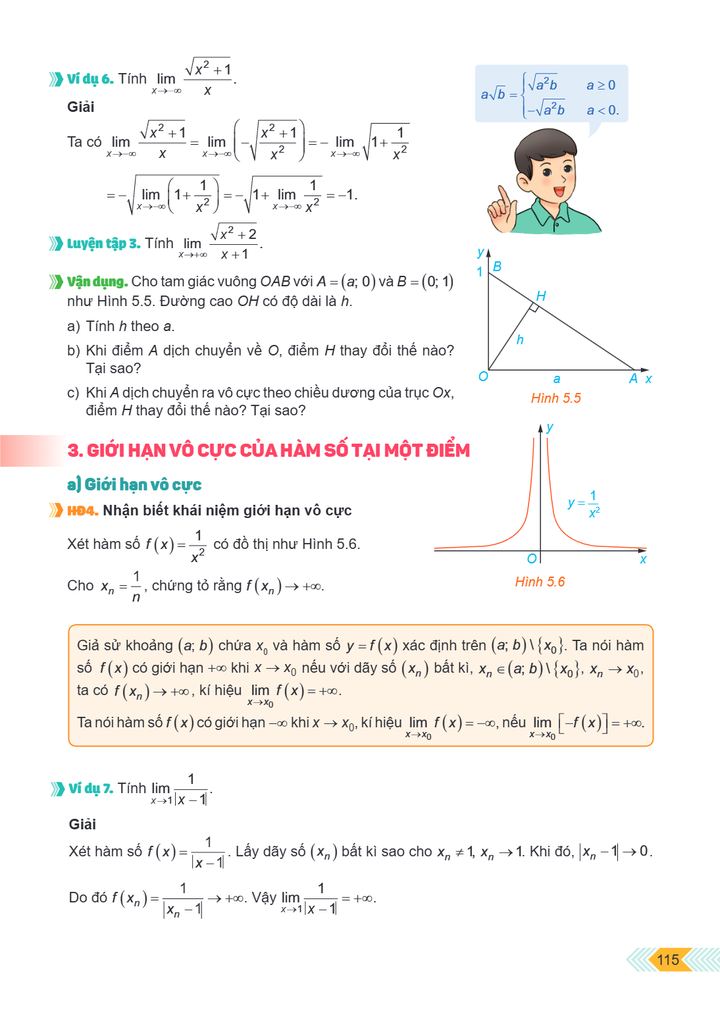 Ví dụ 6. Tính lim x→−∞ √(x² + 1) / x.
a√b = { √(a²b) a ≥ 0
−√(a²b) a < 0.
Giải
Ta có lim x→−∞ √(x² + 1) / x = lim x→−∞ (−√((x² + 1) / x²)) = − lim x→−∞ √(1 + 1/x²)
= −√(lim x→−∞ (1 + 1/x²)) = −√(1 + lim x→−∞ 1/x²) = −1.
Luyện tập 3. Tính lim x→+∞ √(x² + 2) / (x + 1).
Vận dụng. Cho tam giác vuông OAB với A = (a; 0) và B = (0; 1)
như Hình 5.5. Đường cao OH có độ dài là h.
a) Tính h theo a.
b) Khi điểm A dịch chuyển về O, điểm H thay đổi thế nào?
Tại sao?
c) Khi A dịch chuyển ra vô cực theo chiều dương của trục Ox,
điểm H thay đổi thế nào? Tại sao?
y
1 B
H
h
O a A x
Hình 5.5
3. GIỚI HẠN VÔ CỰC CỦA HÀM SỐ TẠI MỘT ĐIỂM
a) Giới hạn vô cực
HĐ4. Nhận biết khái niệm giới hạn vô cực
Xét hàm số f(x) = 1/x² có đồ thị như Hình 5.6.
Cho xₙ = 1/n, chứng tỏ rằng f(xₙ) → +∞.
y
y = 1/x²
O x
Hình 5.6
Giả sử khoảng (a; b) chứa x₀ và hàm số y = f(x) xác định trên (a; b) \ {x₀}. Ta nói hàm
số f(x) có giới hạn +∞ khi x → x₀ nếu với dãy số (xₙ) bất kì, xₙ ∈ (a; b) \ {x₀}, xₙ → x₀,
ta có f(xₙ) → +∞, kí hiệu lim x→x₀ f(x) = +∞.
Ta nói hàm số f(x) có giới hạn −∞ khi x → x₀, kí hiệu lim x→x₀ f(x) = −∞, nếu lim x→x₀ [−f(x)] = +∞.
Ví dụ 7. Tính lim x→1 1/|x − 1|.
Giải
Xét hàm số f(x) = 1/|x − 1|. Lấy dãy số (xₙ) bất kì sao cho xₙ ≠ 1, xₙ → 1. Khi đó, |xₙ − 1| → 0.
Do đó f(xₙ) = 1/|xₙ − 1| → +∞. Vậy lim x→1 1/|x − 1| = +∞.
115